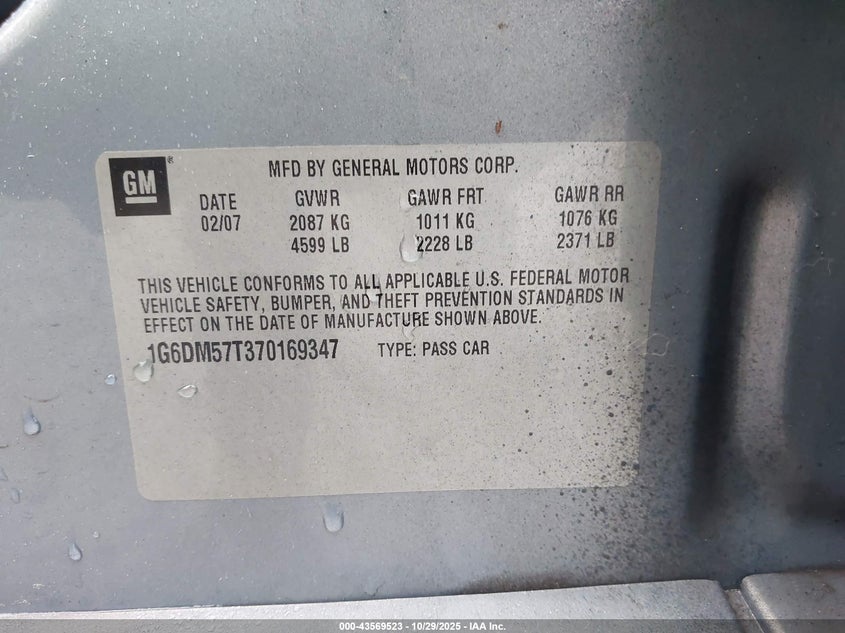 GM ®
MFD BY GENERAL MOTORS CORP.
DATE GVWR GAWR FRT GAWR RR
02/07 2087 KG 1011 KG 1076 KG
4599 LB 2228 LB 2371 LB
THIS VEHICLE CONFORMS TO ALL APPLICABLE U.S. FEDERAL MOTOR
VEHICLE SAFETY, BUMPER, AND THEFT PREVENTION STANDARDS IN
EFFECT ON THE DATE OF MANUFACTURE SHOWN ABOVE.
1G6DM57T370169347 TYPE: PASS CAR
000-43569523 10/29/2025 - IAA Inc.